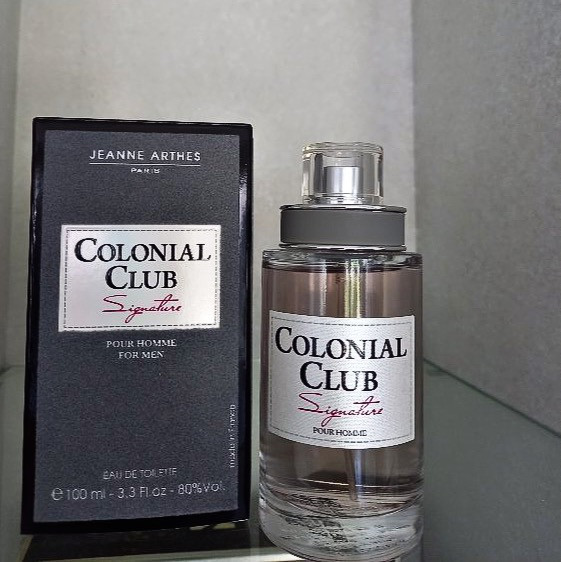 JEANNE ARTHES
PARIS
COLONIAL
CLUB
Signature
POUR HOMME
FOR MEN
EAU DE TOILETTE
℮ 100 ml - 3.3 Fl.oz - 80% Vol.
COLONIAL
CLUB
Signature
POUR HOMME